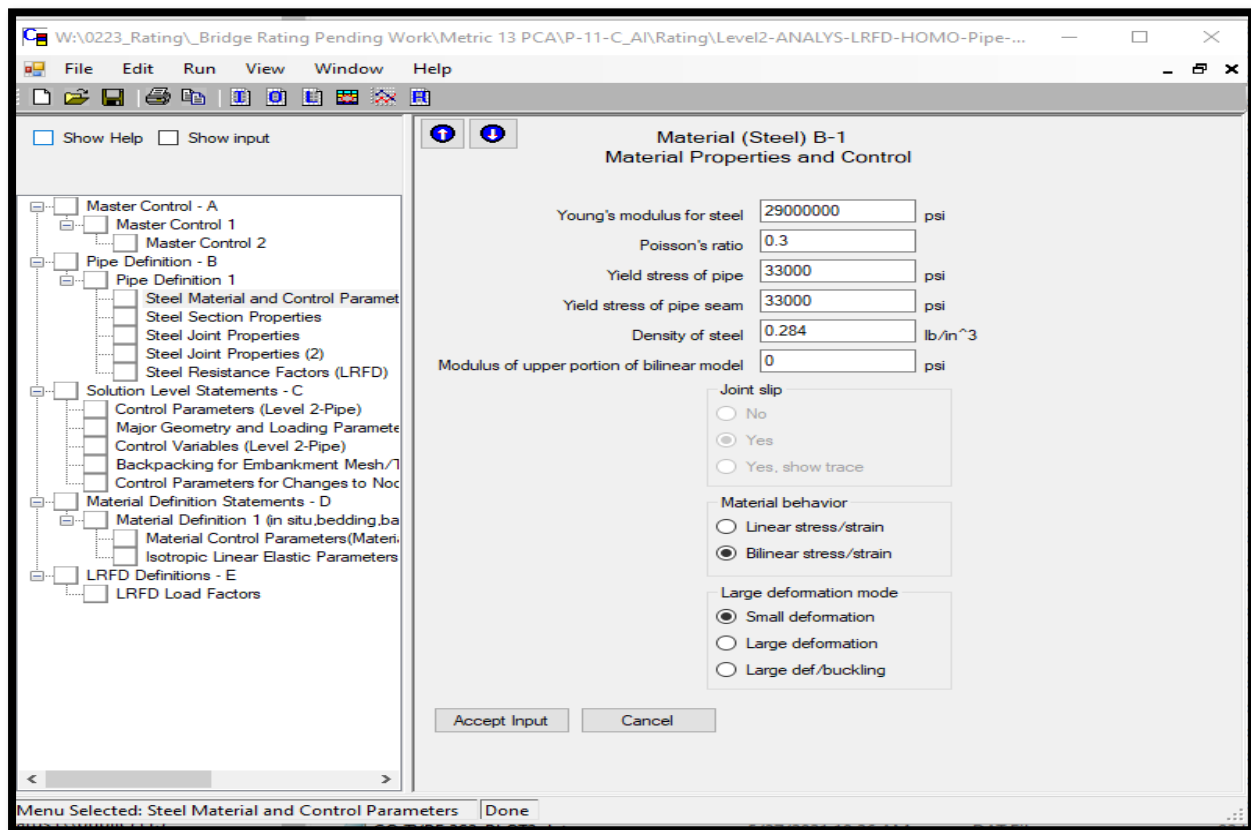 W:\0223_Rating\_Bridge Rating Pending Work\Metric 13 PCA\P-11-C_AI\Rating\Level2-ANALYS-LRFD-HOMO-Pipe-...
File Edit Run View Window Help
Show Help Show input
Master Control - A
Master Control 1
Master Control 2
Pipe Definition - B
Pipe Definition 1
Steel Material and Control Paramet
Steel Section Properties
Steel Joint Properties
Steel Joint Properties (2)
Steel Resistance Factors (LRFD)
Solution Level Statements - C
Control Parameters (Level 2-Pipe)
Major Geometry and Loading Paramete
Control Variables (Level 2-Pipe)
Backpacking for Embankment Mesh/T
Control Parameters for Changes to Noc
Material Definition Statements - D
Material Definition 1 (in situ,bedding,ba
Material Control Parameters(Materi
Isotropic Linear Elastic Parameters
LRFD Definitions - E
LRFD Load Factors
Material (Steel) B-1
Material Properties and Control
Young's modulus for steel 29000000 psi
Poisson's ratio 0.3
Yield stress of pipe 33000 psi
Yield stress of pipe seam 33000 psi
Density of steel 0.284 lb/in^3
Modulus of upper portion of bilinear model 0 psi
Joint slip
No
Yes
Yes, show trace
Material behavior
Linear stress/strain
Bilinear stress/strain
Large deformation mode
Small deformation
Large deformation
Large def/buckling
Accept Input Cancel
Menu Selected: Steel Material and Control Parameters Done